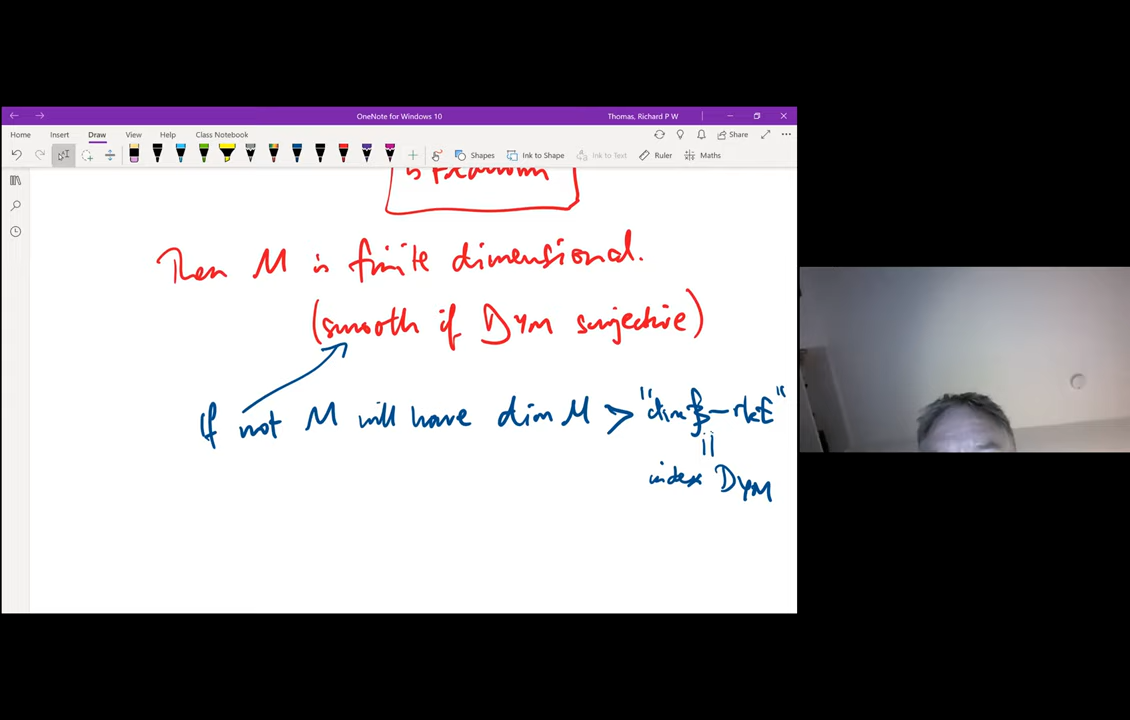 OneNote for Windows 10
Thomas, Richard P W
Home Insert Draw View Help Class Notebook
Share
Shapes Ink to Shape Ink to Text Ruler Maths
is Fredholm
Then M is finite dimensional.
(smooth if DYM surjective)
If not M will have dim M > "dim B - rk E"
index DYM